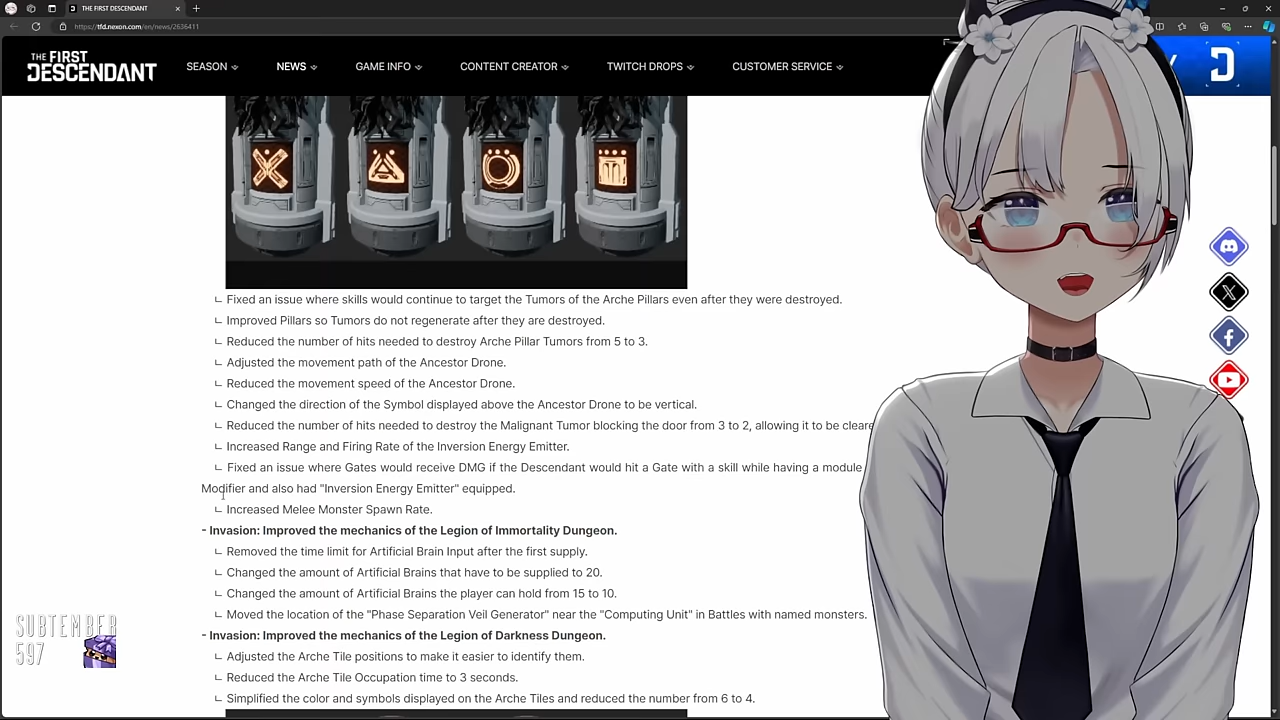 THE FIRST DESCENDANT
https://tfd.nexon.com/en/news/2636411
THE FIRST
DESCENDANT
SEASON
NEWS
GAME INFO
CONTENT CREATOR
TWITCH DROPS
CUSTOMER SERVICE
Fixed an issue where skills would continue to target the Tumors of the Arche Pillars even after they were destroyed.
Improved Pillars so Tumors do not regenerate after they are destroyed.
Reduced the number of hits needed to destroy Arche Pillar Tumors from 5 to 3.
Adjusted the movement path of the Ancestor Drone.
Reduced the movement speed of the Ancestor Drone.
Changed the direction of the Symbol displayed above the Ancestor Drone to be vertical.
Reduced the number of hits needed to destroy the Malignant Tumor blocking the door from 3 to 2, allowing it to be cleare
Increased Range and Firing Rate of the Inversion Energy Emitter.
Fixed an issue where Gates would receive DMG if the Descendant would hit a Gate with a skill while having a module
Modifier and also had "Inversion Energy Emitter" equipped.
Increased Melee Monster Spawn Rate.
- Invasion: Improved the mechanics of the Legion of Immortality Dungeon.
Removed the time limit for Artificial Brain Input after the first supply.
Changed the amount of Artificial Brains that have to be supplied to 20.
Changed the amount of Artificial Brains the player can hold from 15 to 10.
Moved the location of the "Phase Separation Veil Generator" near the "Computing Unit" in Battles with named monsters.
- Invasion: Improved the mechanics of the Legion of Darkness Dungeon.
Adjusted the Arche Tile positions to make it easier to identify them.
Reduced the Arche Tile Occupation time to 3 seconds.
Simplified the color and symbols displayed on the Arche Tiles and reduced the number from 6 to 4.
SUBTEMBER
597